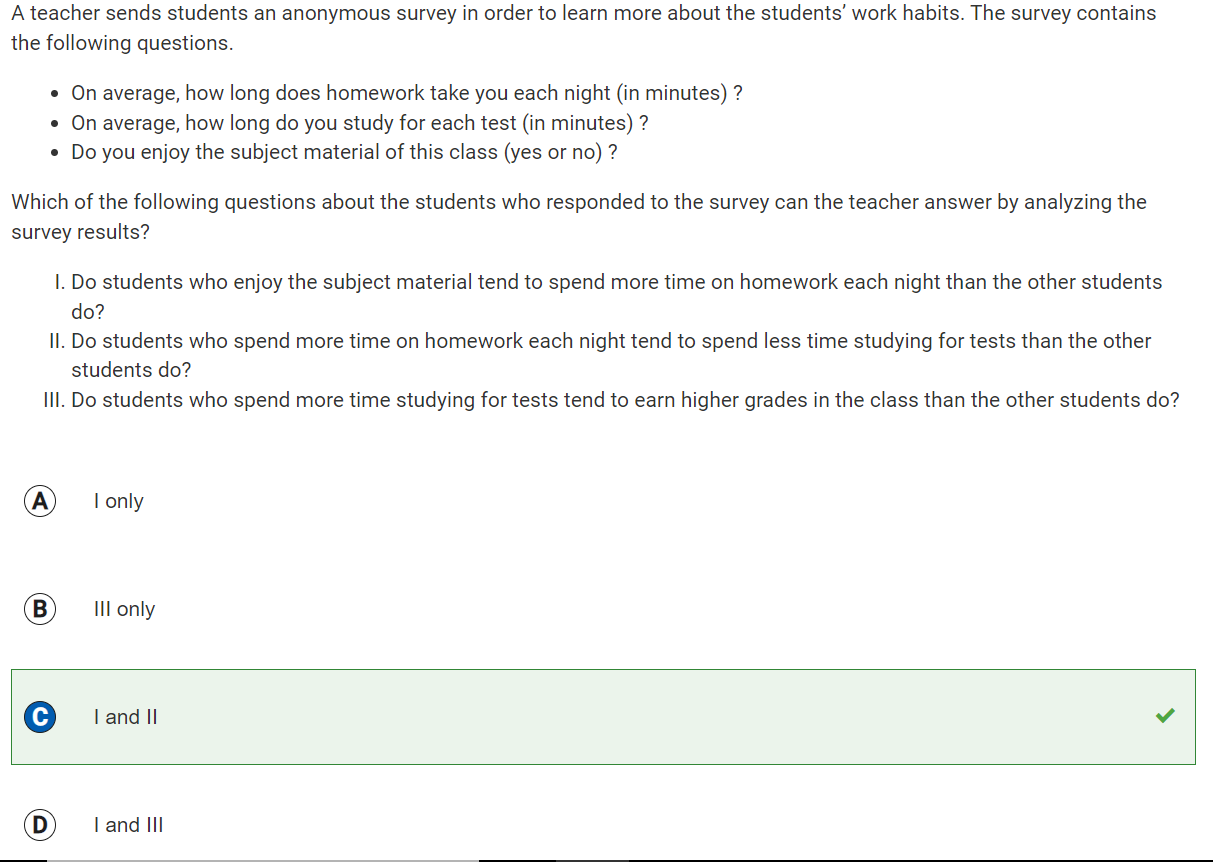 A teacher sends students an anonymous survey in order to learn more about the students’ work habits. The survey contains
the following questions.
• On average, how long does homework take you each night (in minutes) ?
• On average, how long do you study for each test (in minutes) ?
• Do you enjoy the subject material of this class (yes or no) ?
Which of the following questions about the students who responded to the survey can the teacher answer by analyzing the
survey results?
I. Do students who enjoy the subject material tend to spend more time on homework each night than the other students
do?
II. Do students who spend more time on homework each night tend to spend less time studying for tests than the other
students do?
III. Do students who spend more time studying for tests tend to earn higher grades in the class than the other students do?
A I only
B III only
C I and II
D I and III